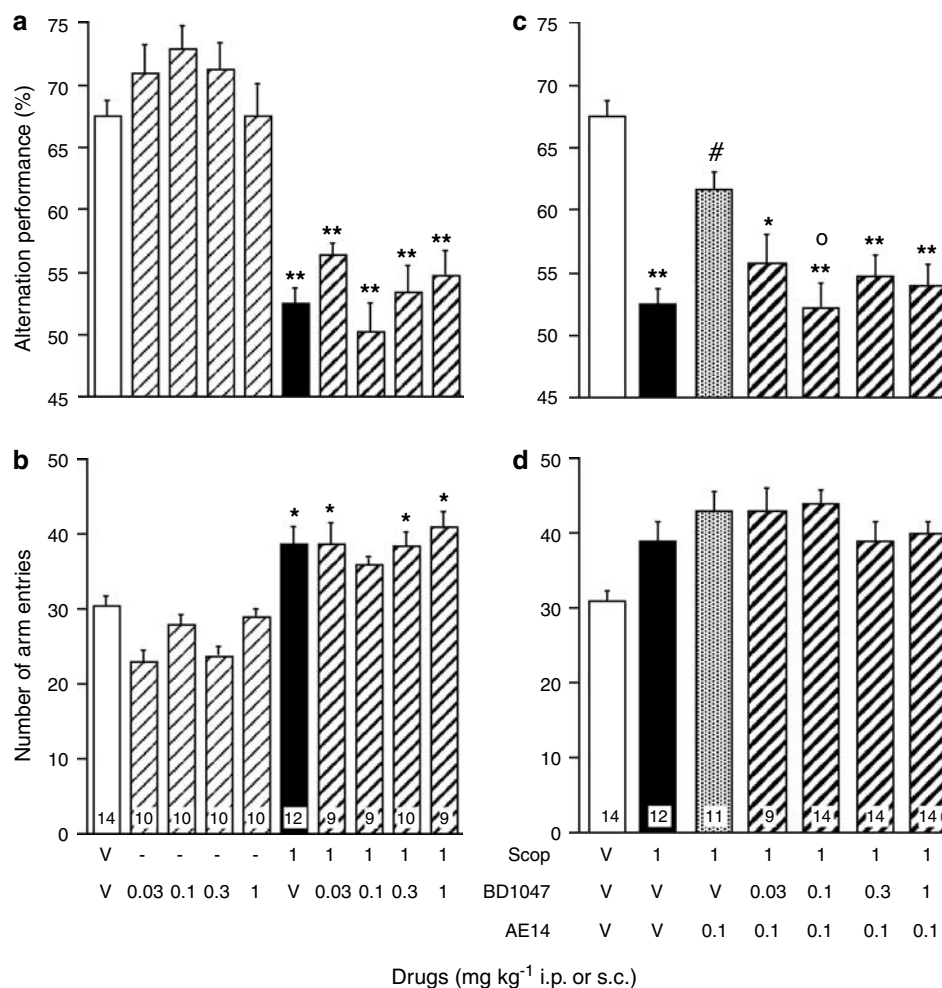 a
75
70
65
60
55
50
45
Alternation performance (%)
** ** ** ** **
c
75
70
65
60
55
50
45
** # * o ** ** **
b
50
40
30
20
10
0
Number of arm entries
* * * *
14 10 10 10 10 12 9 9 10 9
d
50
40
30
20
10
0
14 12 11 9 14 14 14
V - - - - 1 1 1 1 1 Scop V 1 1 1 1 1 1
V 0.03 0.1 0.3 1 V 0.03 0.1 0.3 1 BD1047 V V V 0.03 0.1 0.3 1
AE14 V V 0.1 0.1 0.1 0.1 0.1
Drugs (mg kg⁻¹ i.p. or s.c.)